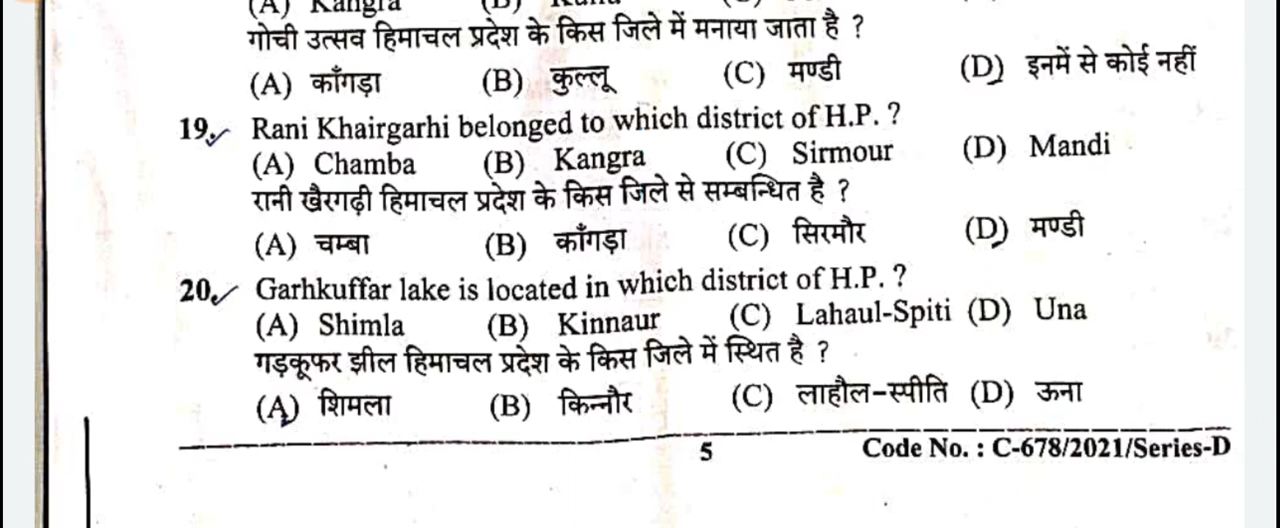 (A) Kangra (B)
गोची उत्सव हिमाचल प्रदेश के किस जिले में मनाया जाता है ?
(A) काँगड़ा (B) कुल्लू (C) मण्डी (D) इनमें से कोई नहीं
19. Rani Khairgarhi belonged to which district of H.P. ?
(A) Chamba (B) Kangra (C) Sirmour (D) Mandi
रानी खैरगढ़ी हिमाचल प्रदेश के किस जिले से सम्बन्धित है ?
(A) चम्बा (B) काँगड़ा (C) सिरमौर (D) मण्डी
20. Garhkuffar lake is located in which district of H.P. ?
(A) Shimla (B) Kinnaur (C) Lahaul-Spiti (D) Una
गड़कूफर झील हिमाचल प्रदेश के किस जिले में स्थित है ?
(A) शिमला (B) किन्नौर (C) लाहौल-स्पीति (D) ऊना
5 Code No. : C-678/2021/Series-D